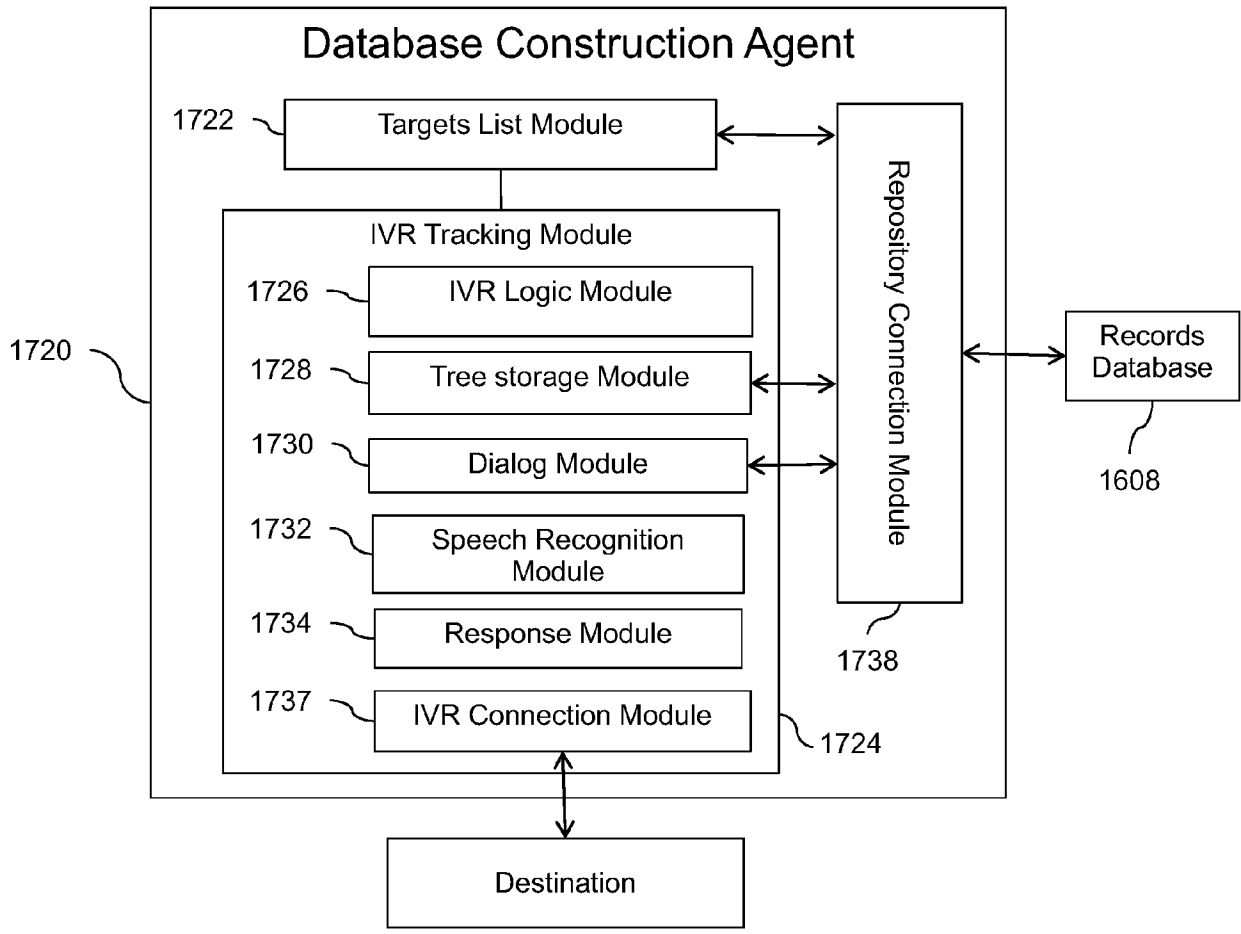 Database Construction Agent
1722
Targets List Module
IVR Tracking Module
1726
IVR Logic Module
1728
Tree storage Module
1730
Dialog Module
1732
Speech Recognition
Module
1734
Response Module
1737
IVR Connection Module
1720
1724
Repository Connection Module
1738
Records
Database
1608
Destination